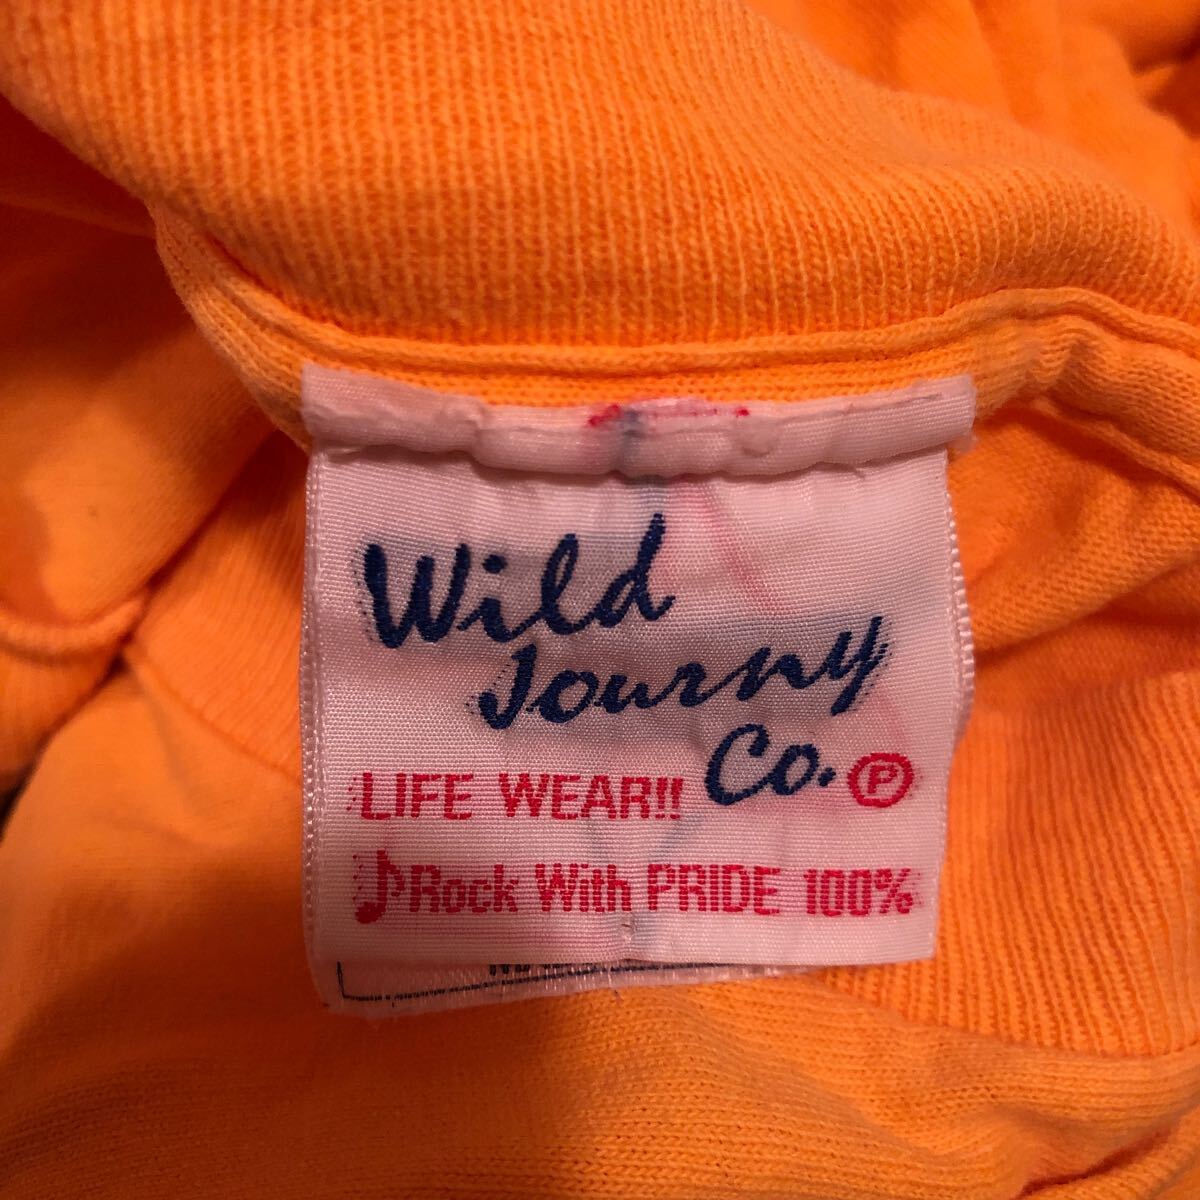 Wild
Journy
Co.
LIFE WEAR!! Ⓟ
♪Rock With PRIDE 100%